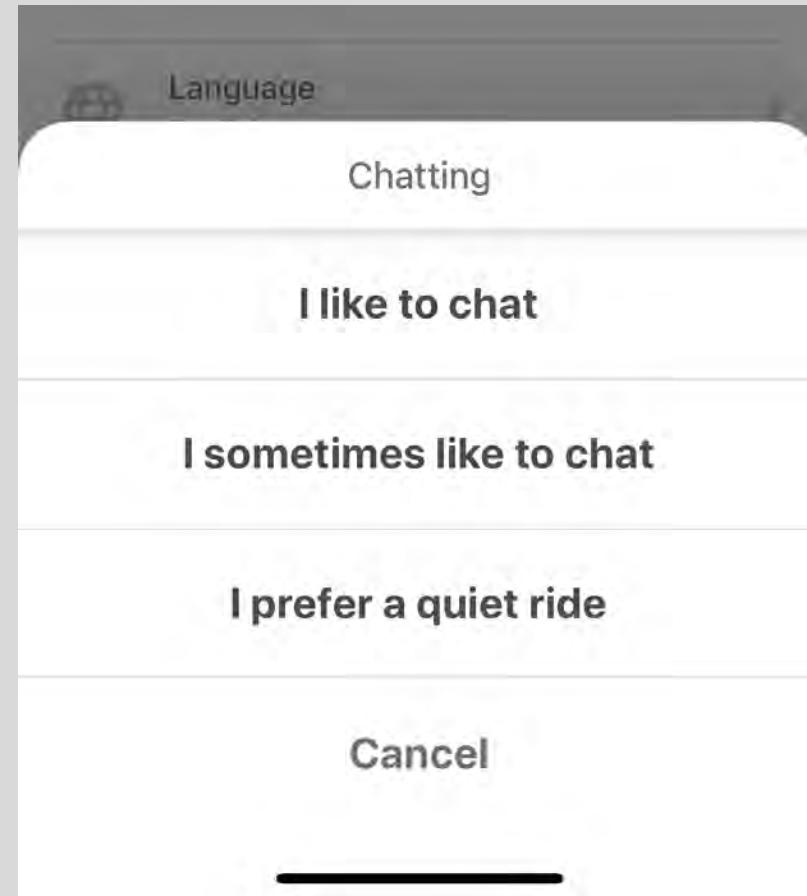 Language
Chatting
I like to chat
I sometimes like to chat
I prefer a quiet ride
Cancel